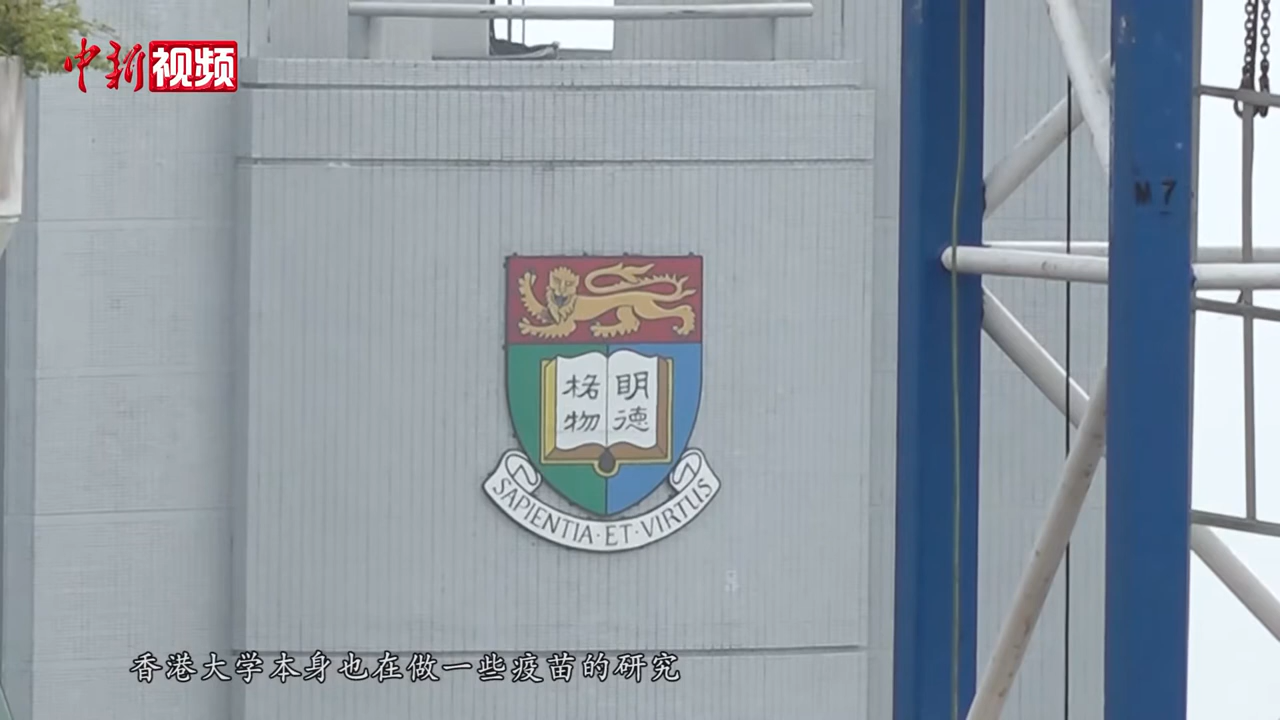 中新视频
M 7
格 明
物 德
SAPIENTIA·ET·VIRTUS
香港大学本身也在做一些疫苗的研究